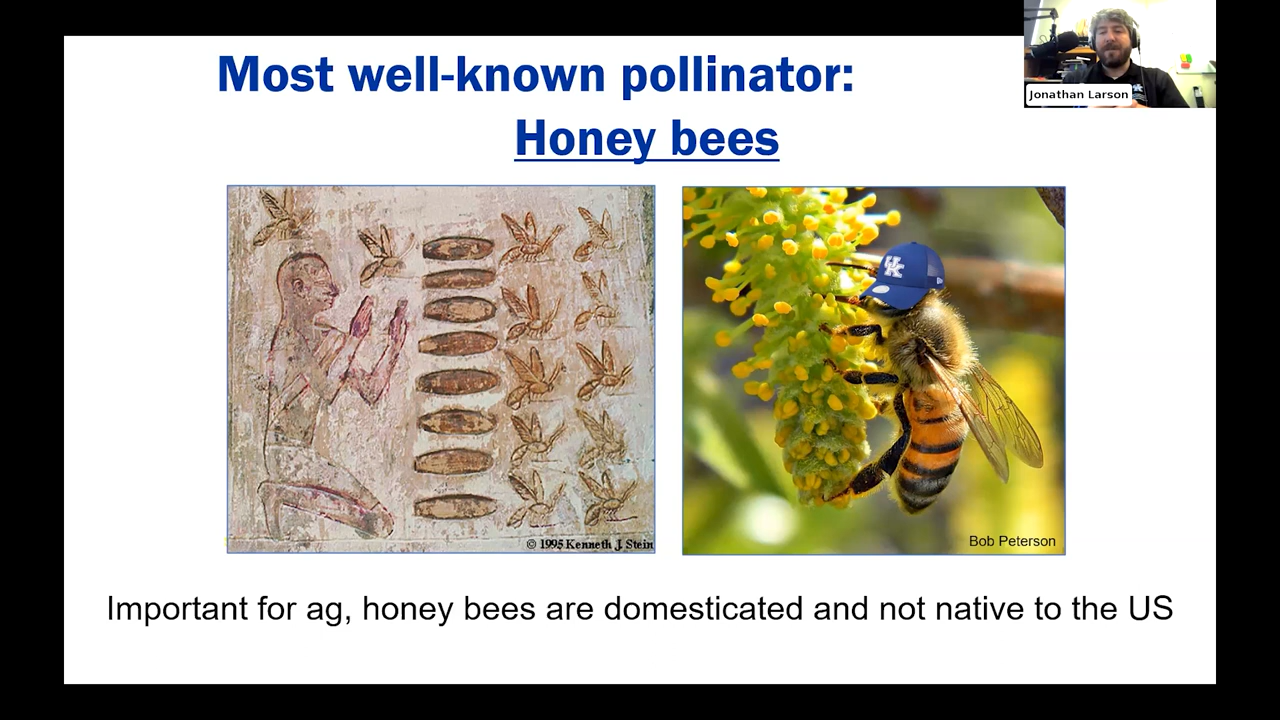 Most well-known pollinator:
Honey bees
Jonathan Larson
UK
© 1995 Kenneth J. Stein
Bob Peterson
Important for ag, honey bees are domesticated and not native to the US